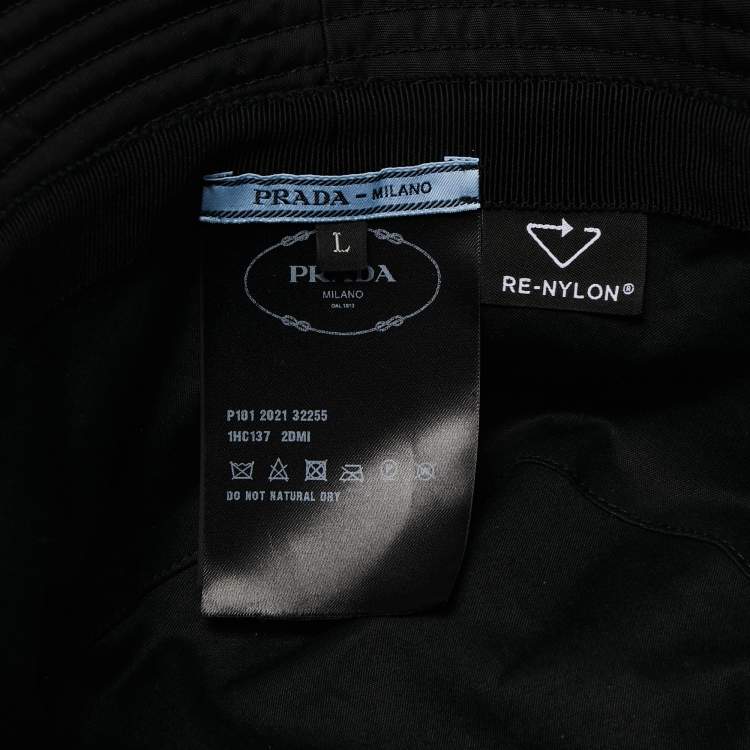 PRADA - MILANO
L
PRADA
MILANO
DAL 1913
RE-NYLON®
P101 2021 32255
1HC137 2DMI
DO NOT NATURAL DRY